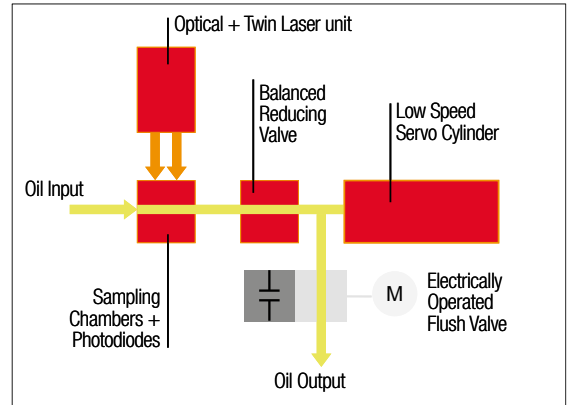 Optical + Twin Laser unit
Balanced
Reducing
Valve
Low Speed
Servo Cylinder
Oil Input
Sampling
Chambers +
Photodiodes
M
Electrically
Operated
Flush Valve
Oil Output